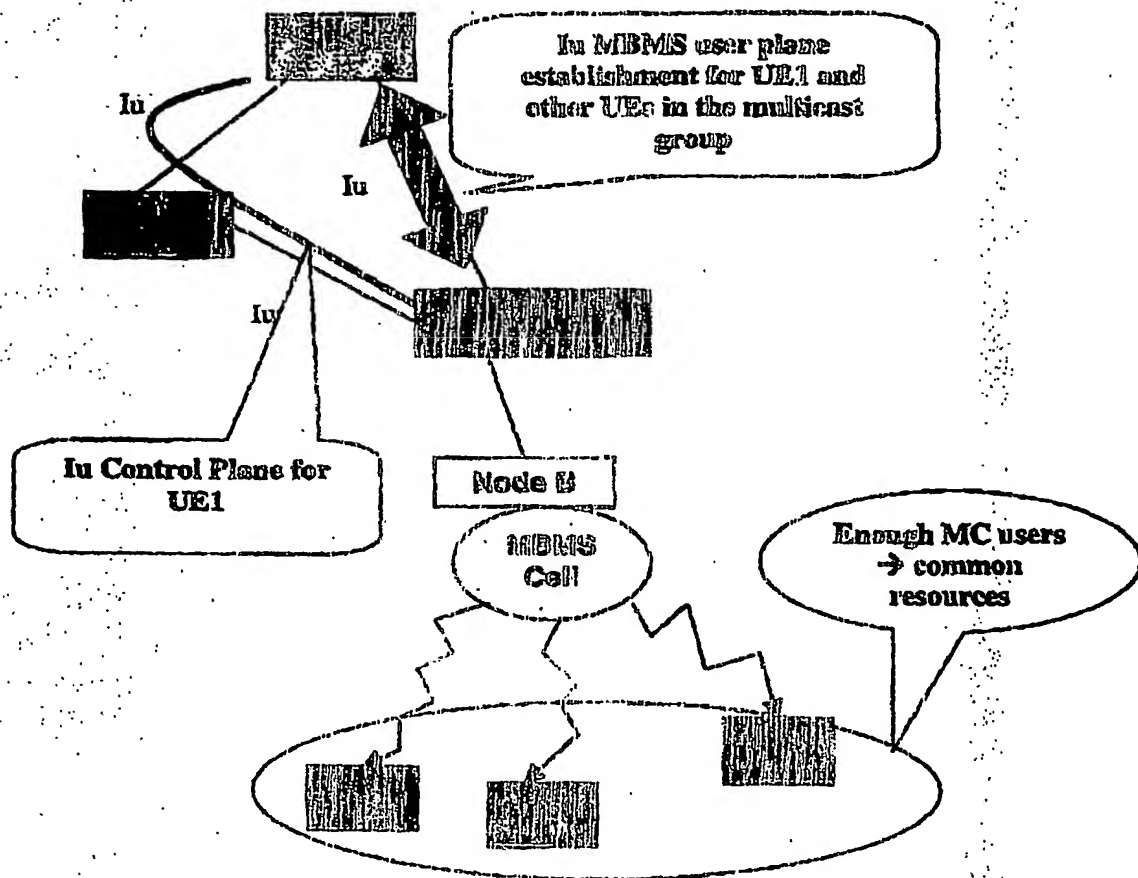 Iu MBMS user plane
establishment for UE1 and
other UEs in the multicast
group
Iu
Iu
Iu
Iu Control Plane for
UE1
Node B
MBMS
Cell
Enough MC users
→ common
resources